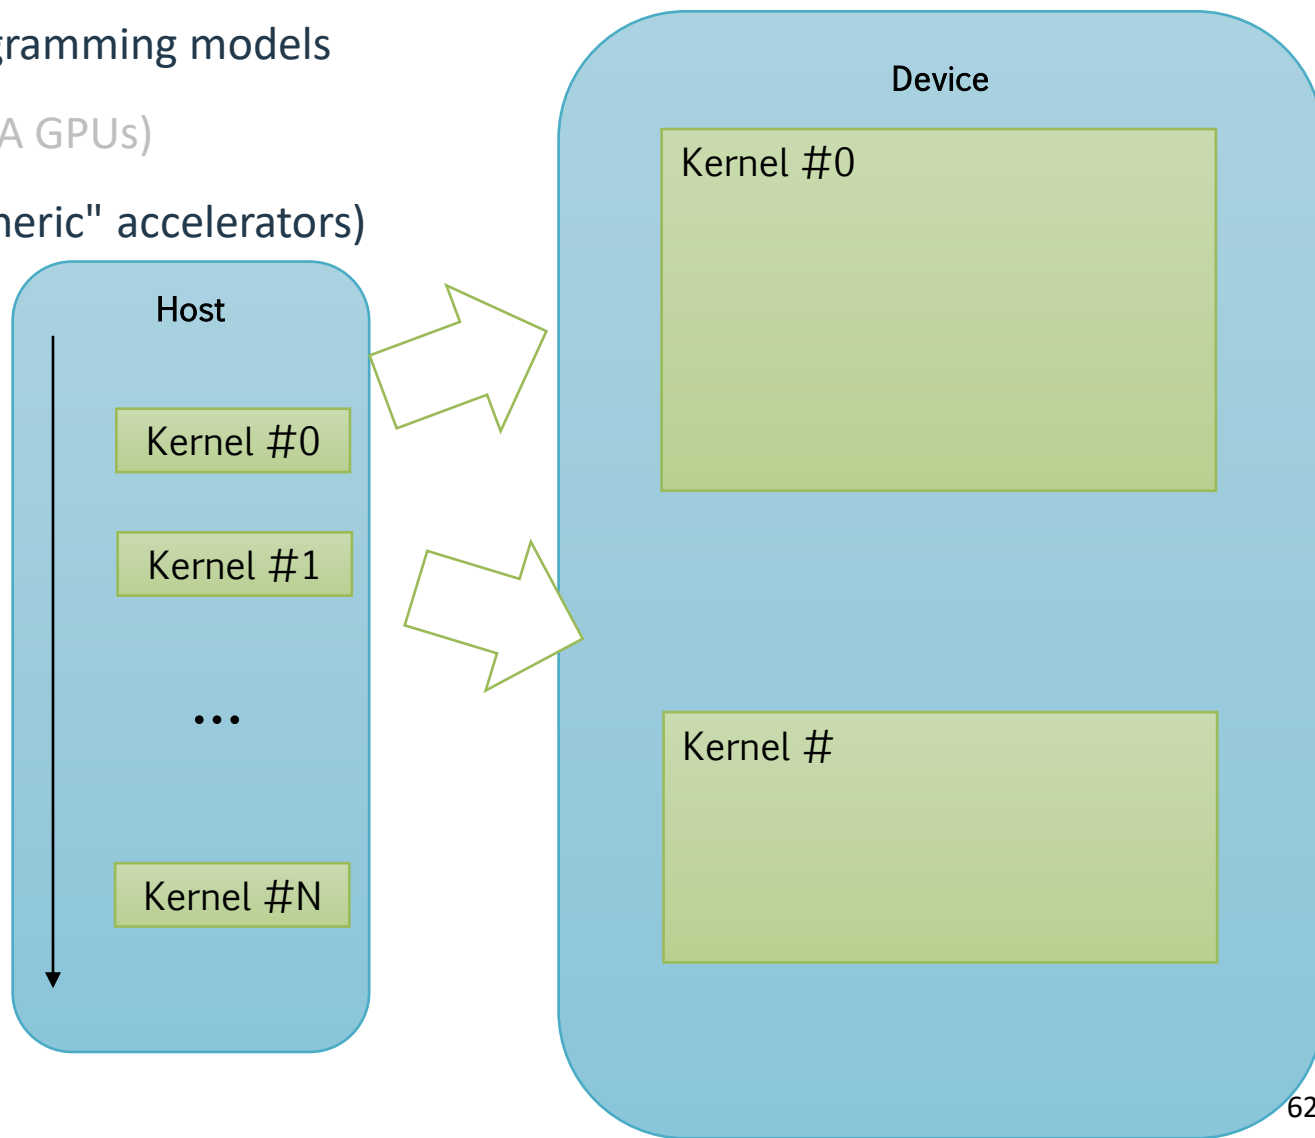 gramming models
A GPUs)
neric" accelerators)
Host
Kernel #0
Kernel #1
...
Kernel #N
Device
Kernel #0
Kernel #
62